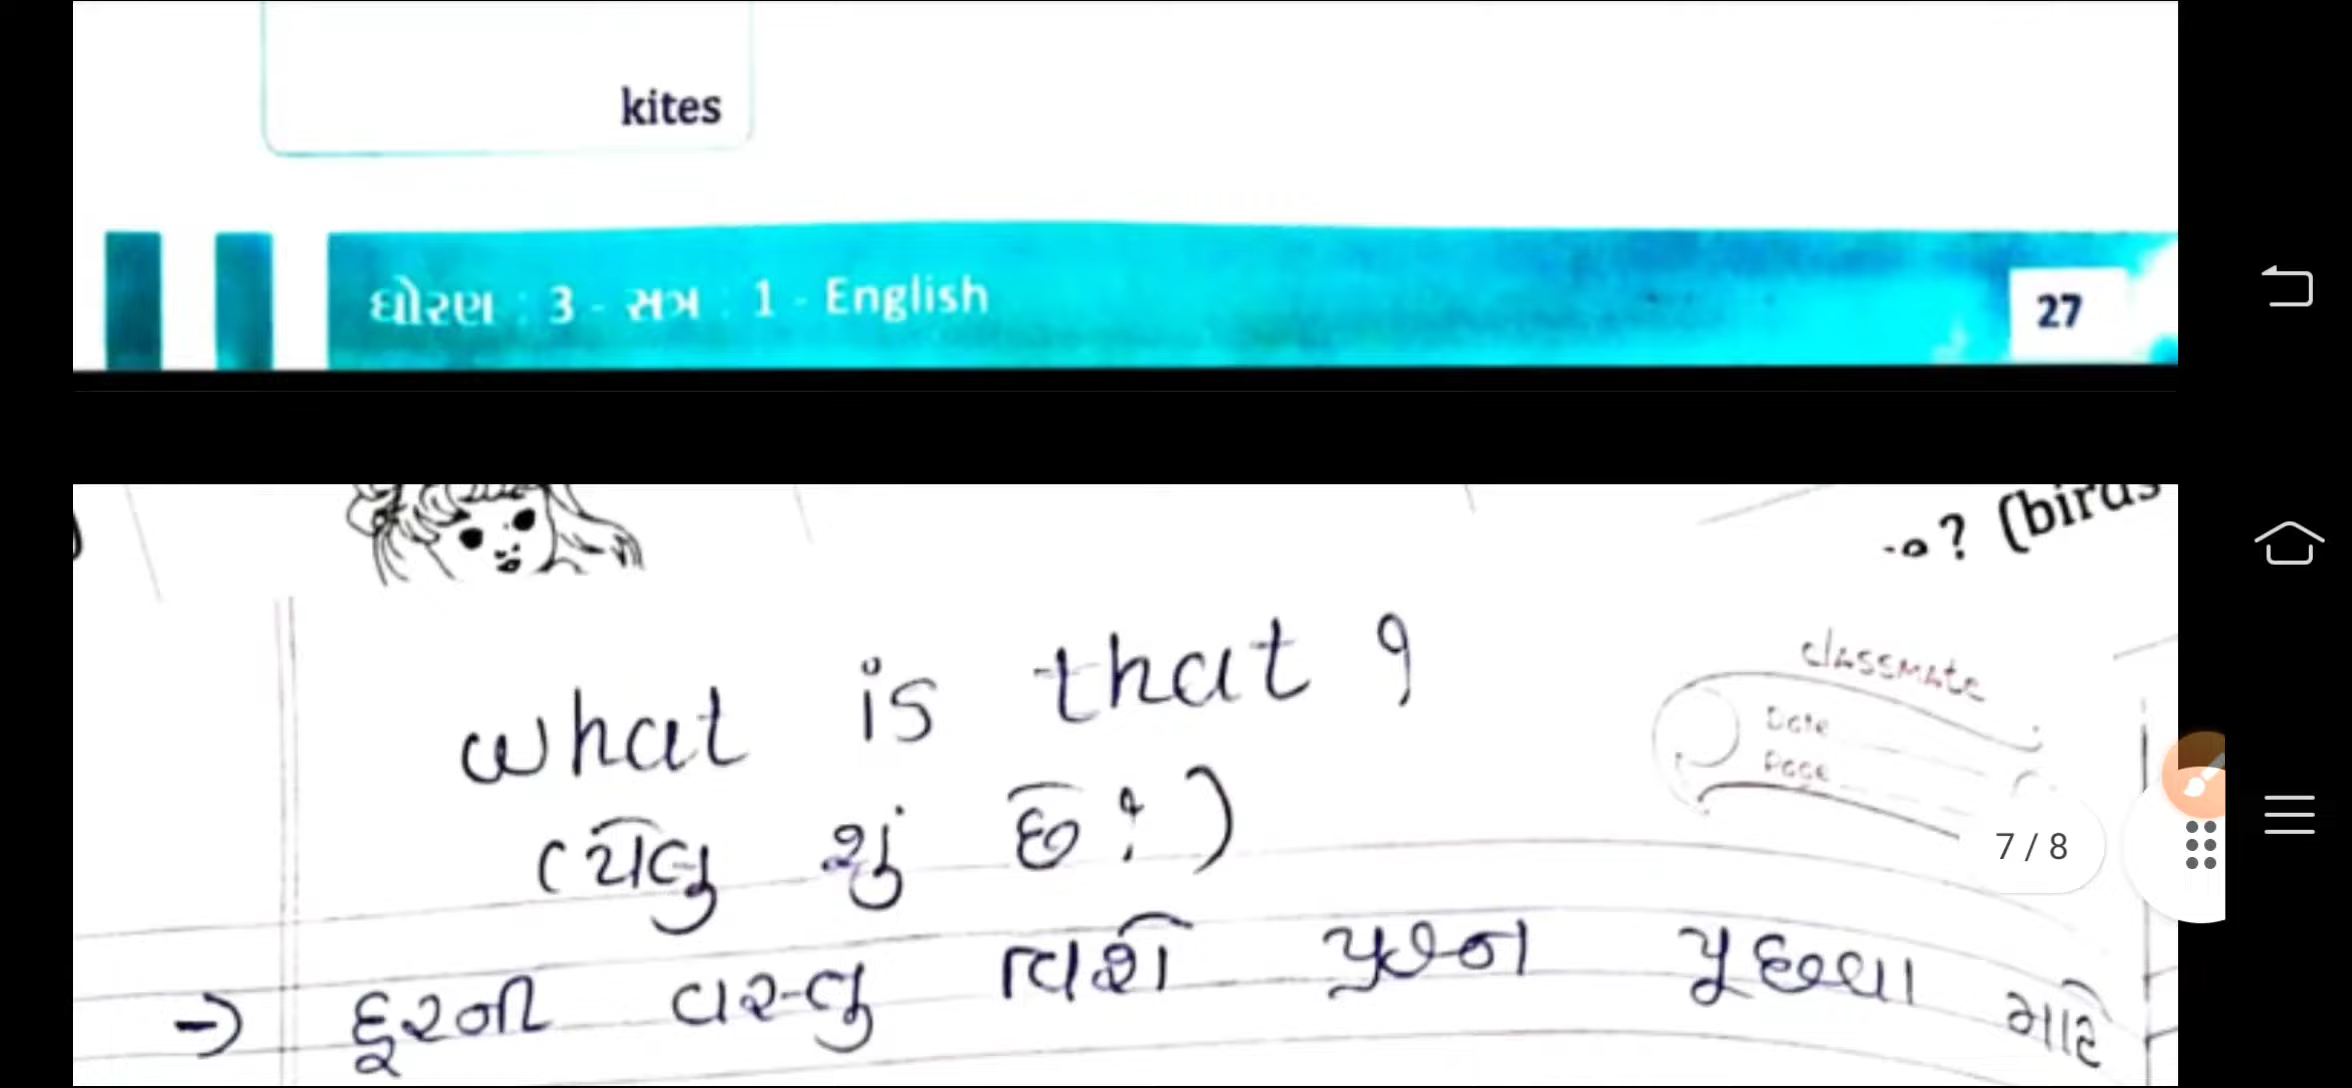 kites
ધોરણ : 3 - સત્ર : 1 - English
27
? (birds
classmate
what is that ?
Date
Page
(પેલુ શું છે?)
7 / 8
→ દૂરની વસ્તુ વિશે પ્રશ્ન પૂછવા માટે